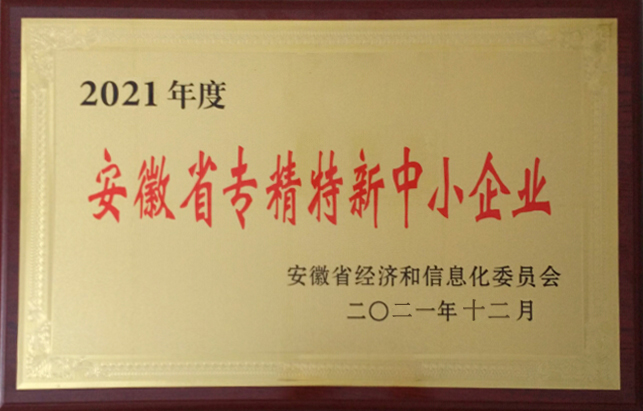 2021年度
安徽省专精特新中小企业
安徽省经济和信息化委员会
二〇二一年十二月